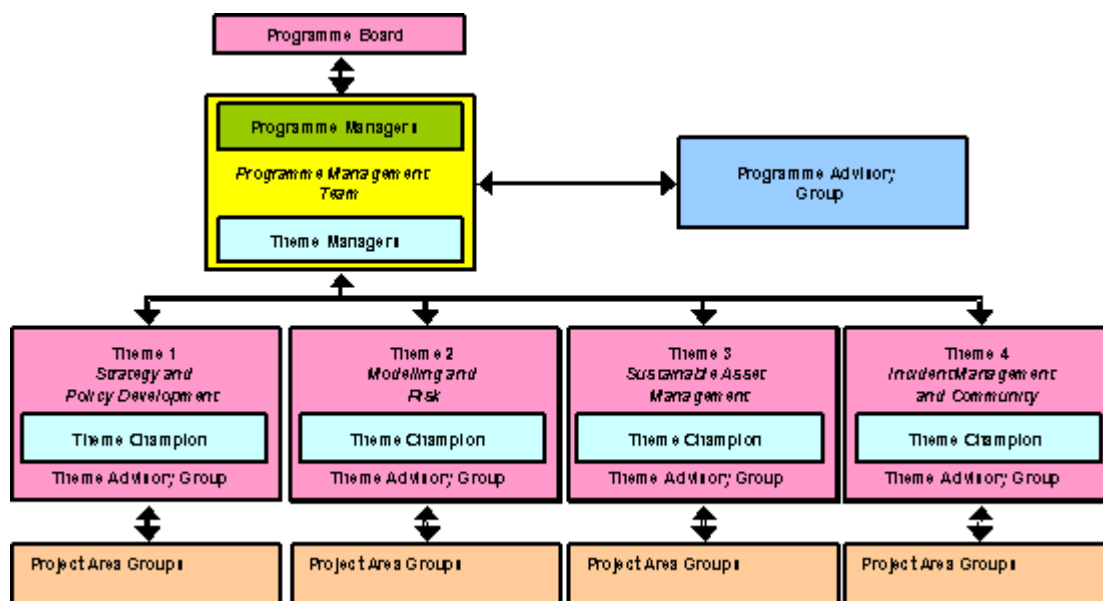 Programme Board
Programme Managers
Programme Management
Team
Theme Managers
Programme Advisory
Group
Theme 1
Strategy and
Policy Development
Theme Champion
Theme Advisory Group
Theme 2
Modelling and
Risk
Theme Champion
Theme Advisory Group
Theme 3
Sustainable Asset
Management
Theme Champion
Theme Advisory Group
Theme 4
Incident Management
and Community
Theme Champion
Theme Advisory Group
Project Area Groups
Project Area Groups
Project Area Groups
Project Area Groups